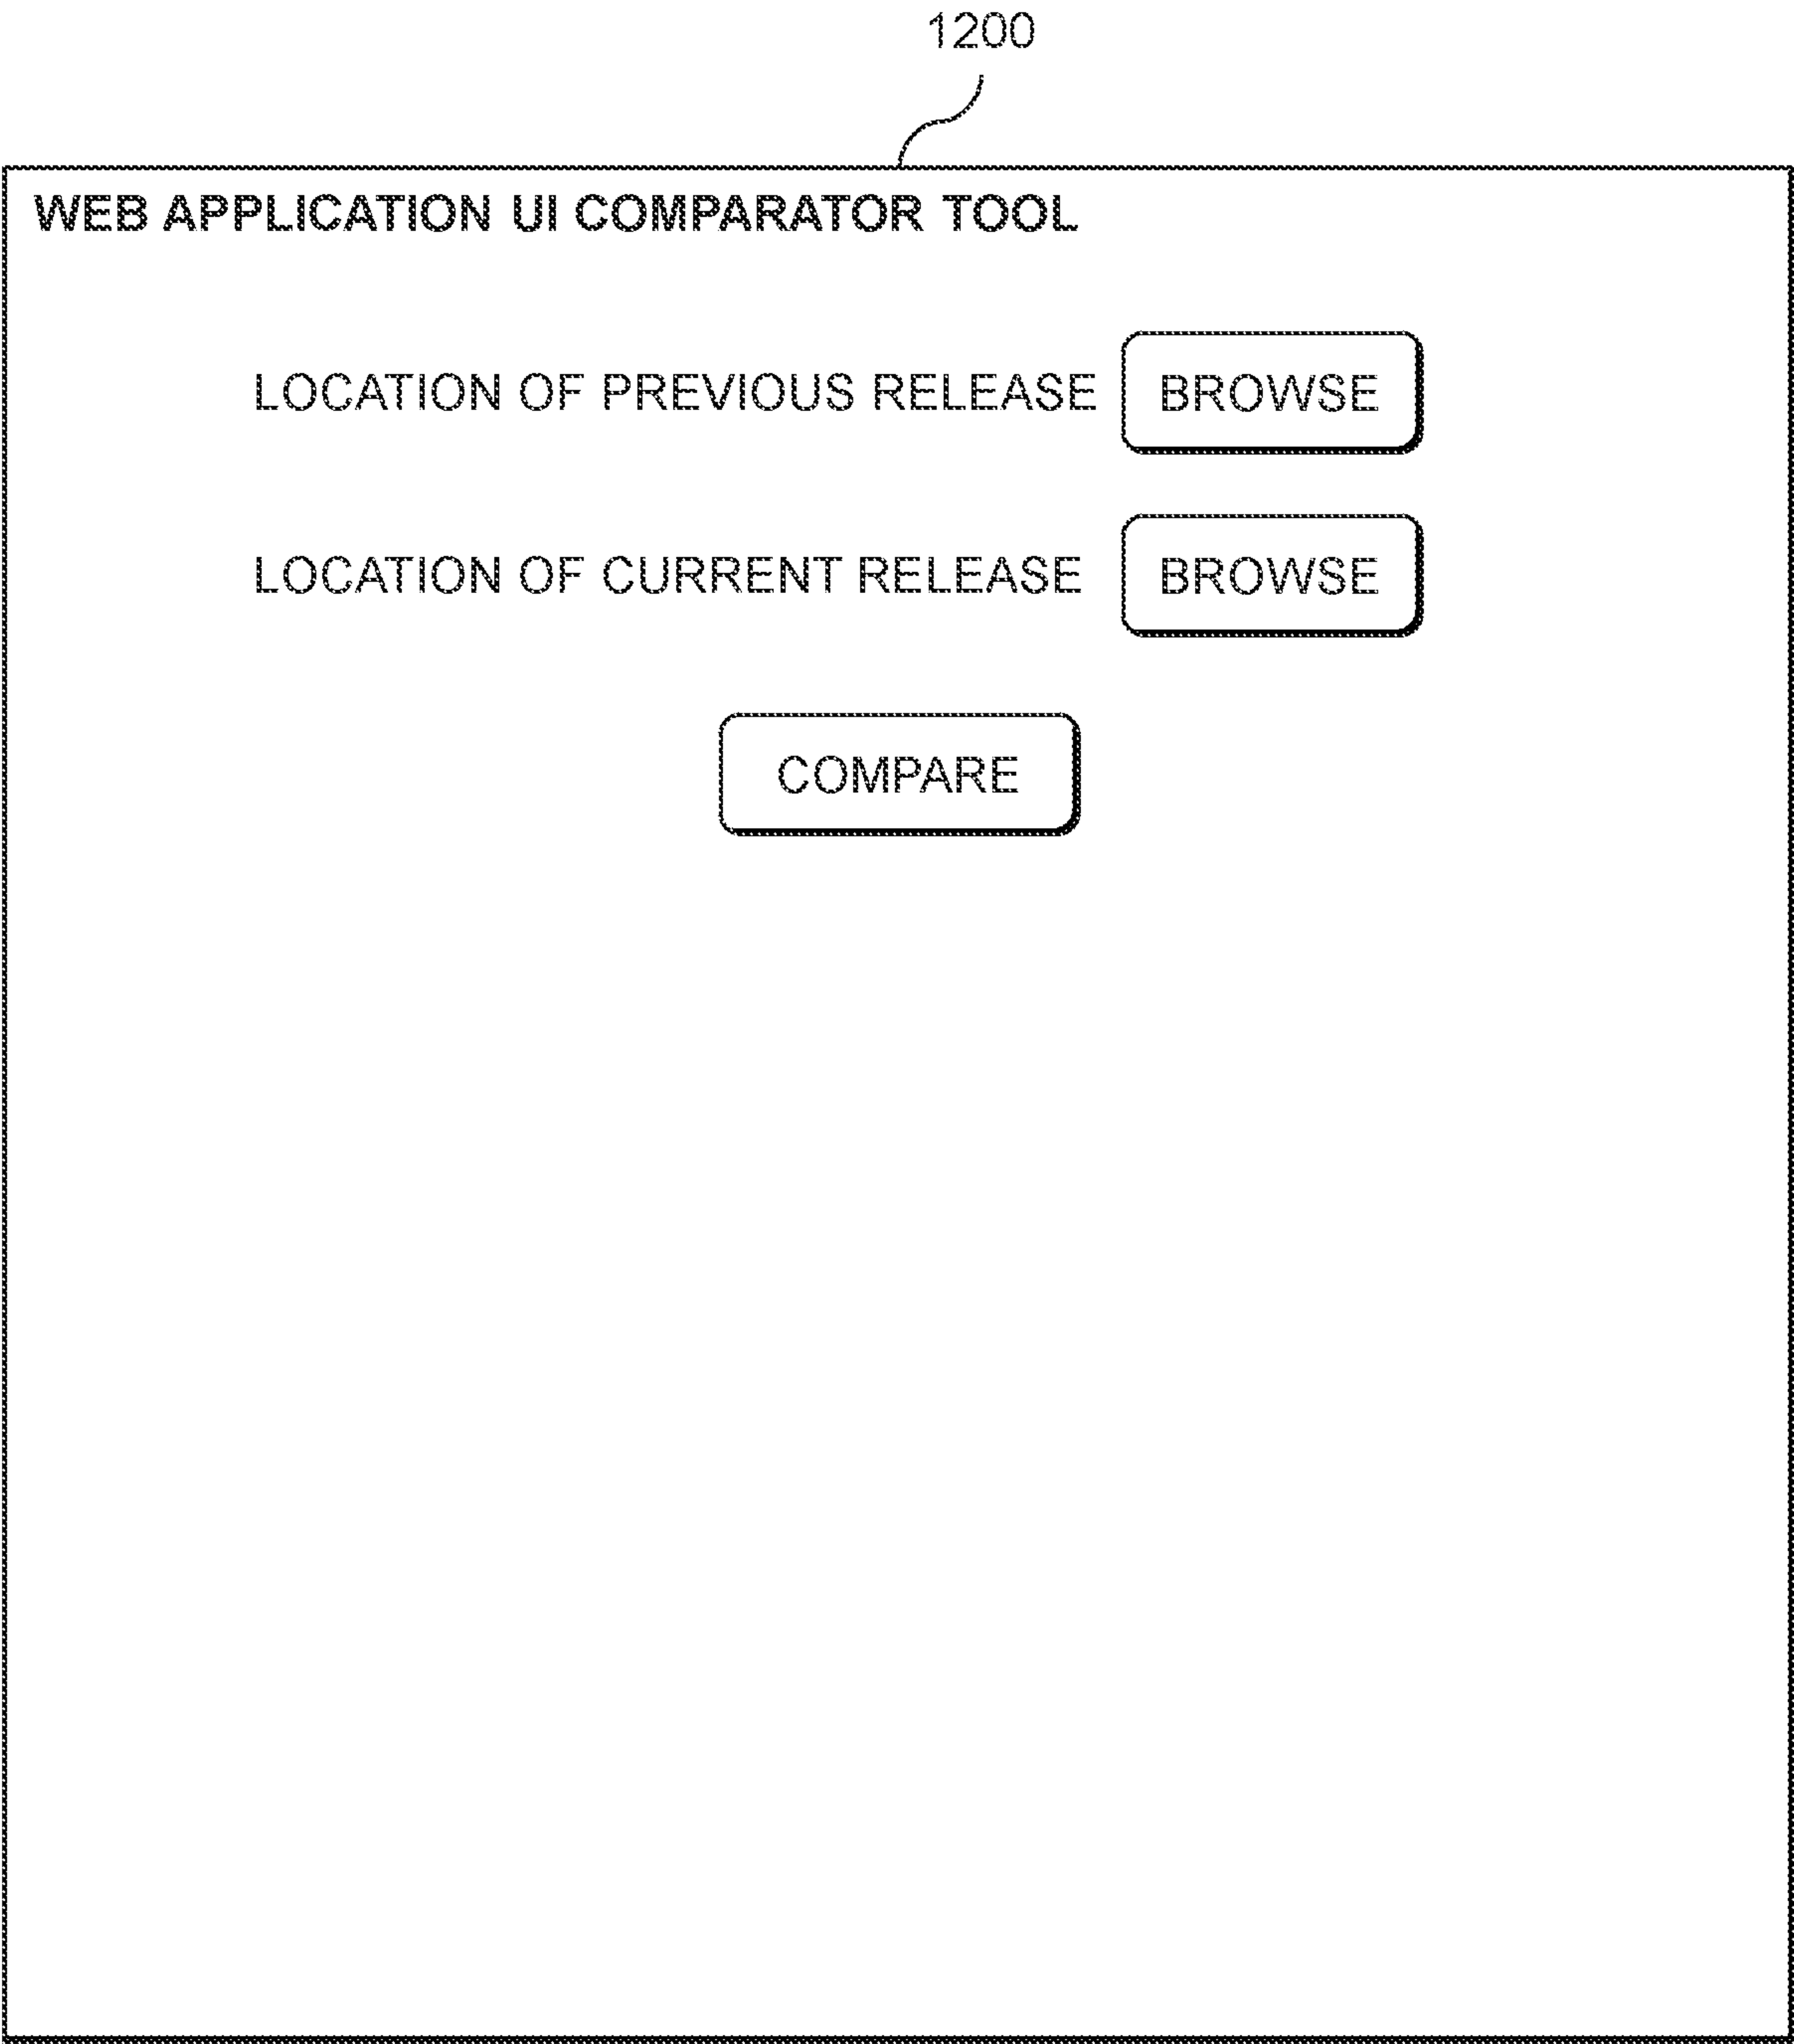 1200
WEB APPLICATION UI COMPARATOR TOOL
LOCATION OF PREVIOUS RELEASE BROWSE
LOCATION OF CURRENT RELEASE BROWSE
COMPARE